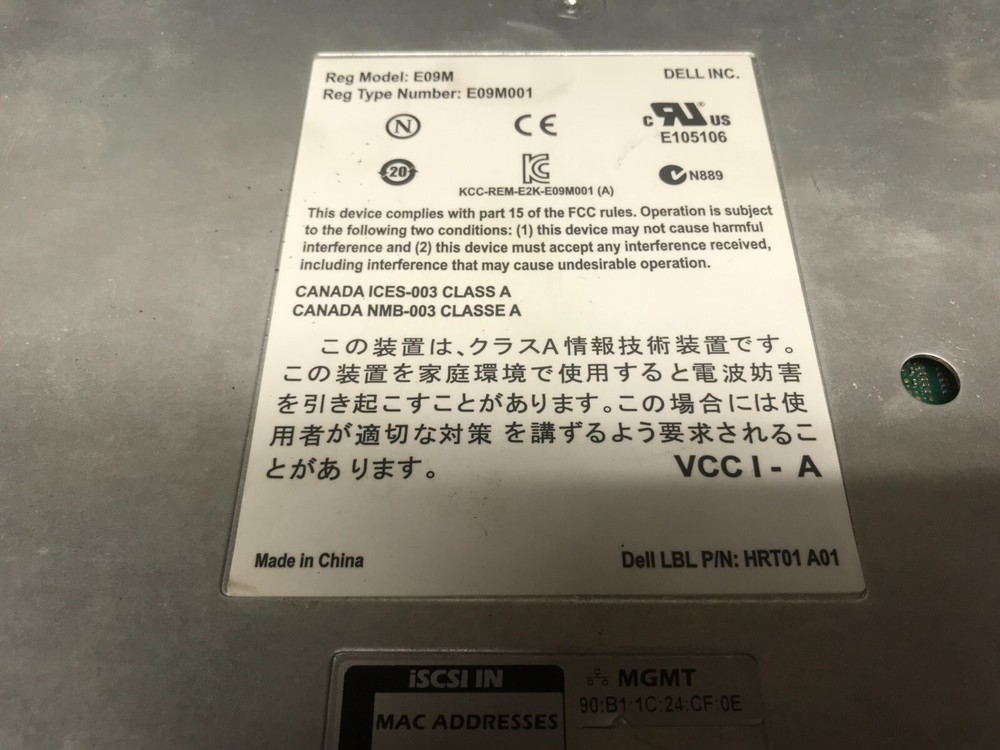 Reg Model: E09M
DELL INC.
Reg Type Number: E09M001
N
CE
c RU US
E105106
20
KC
N889
KCC-REM-E2K-E09M001 (A)
This device complies with part 15 of the FCC rules. Operation is subject
to the following two conditions: (1) this device may not cause harmful
interference and (2) this device must accept any interference received,
including interference that may cause undesirable operation.
CANADA ICES-003 CLASS A
CANADA NMB-003 CLASSE A
この装置は、クラスA情報技術装置です。
この装置を家庭環境で使用すると電波妨害
を引き起こすことがあります。この場合には使
用者が適切な対策を講ずるよう要求されるこ
とがあります。
VCCI - A
Made in China
Dell LBL P/N: HRT01 A01
iSCSI IN
MGMT
90:B1:1C:24:CF:0E
MAC ADDRESSES